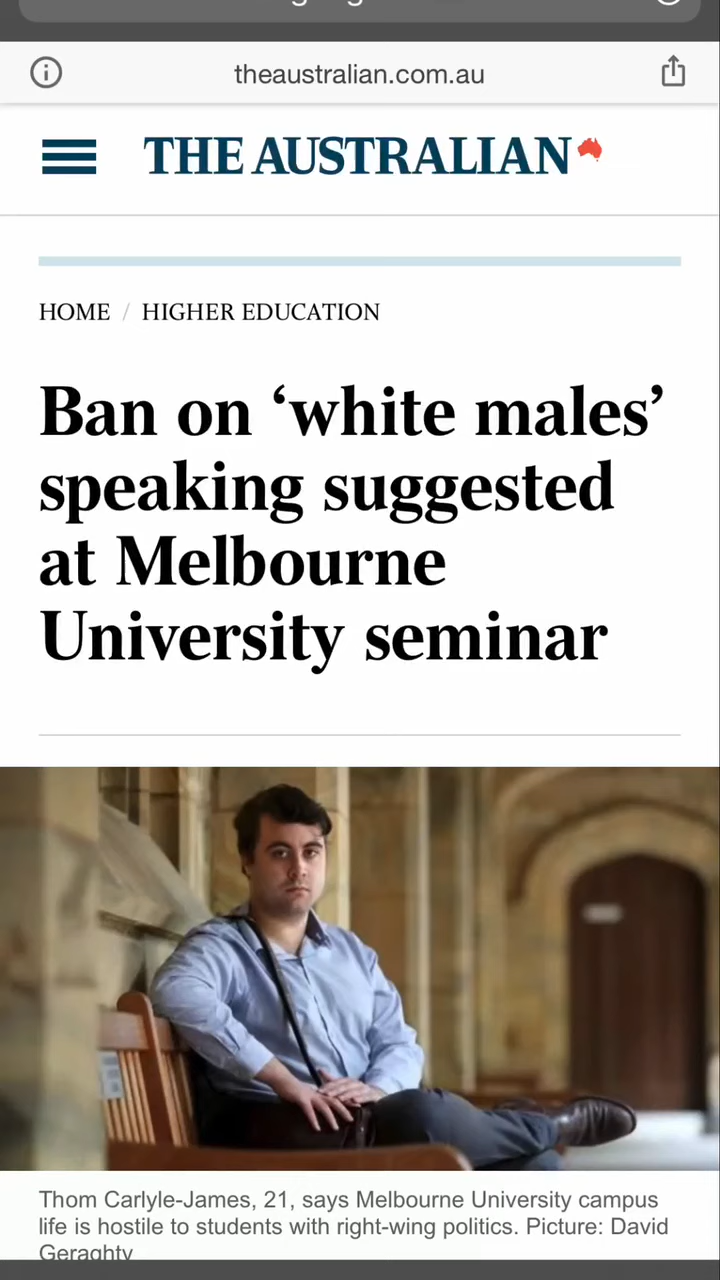 theaustralian.com.au
THE AUSTRALIAN
HOME / HIGHER EDUCATION
Ban on ‘white males’
speaking suggested
at Melbourne
University seminar
Thom Carlyle-James, 21, says Melbourne University campus
life is hostile to students with right-wing politics. Picture: David
Geraghty